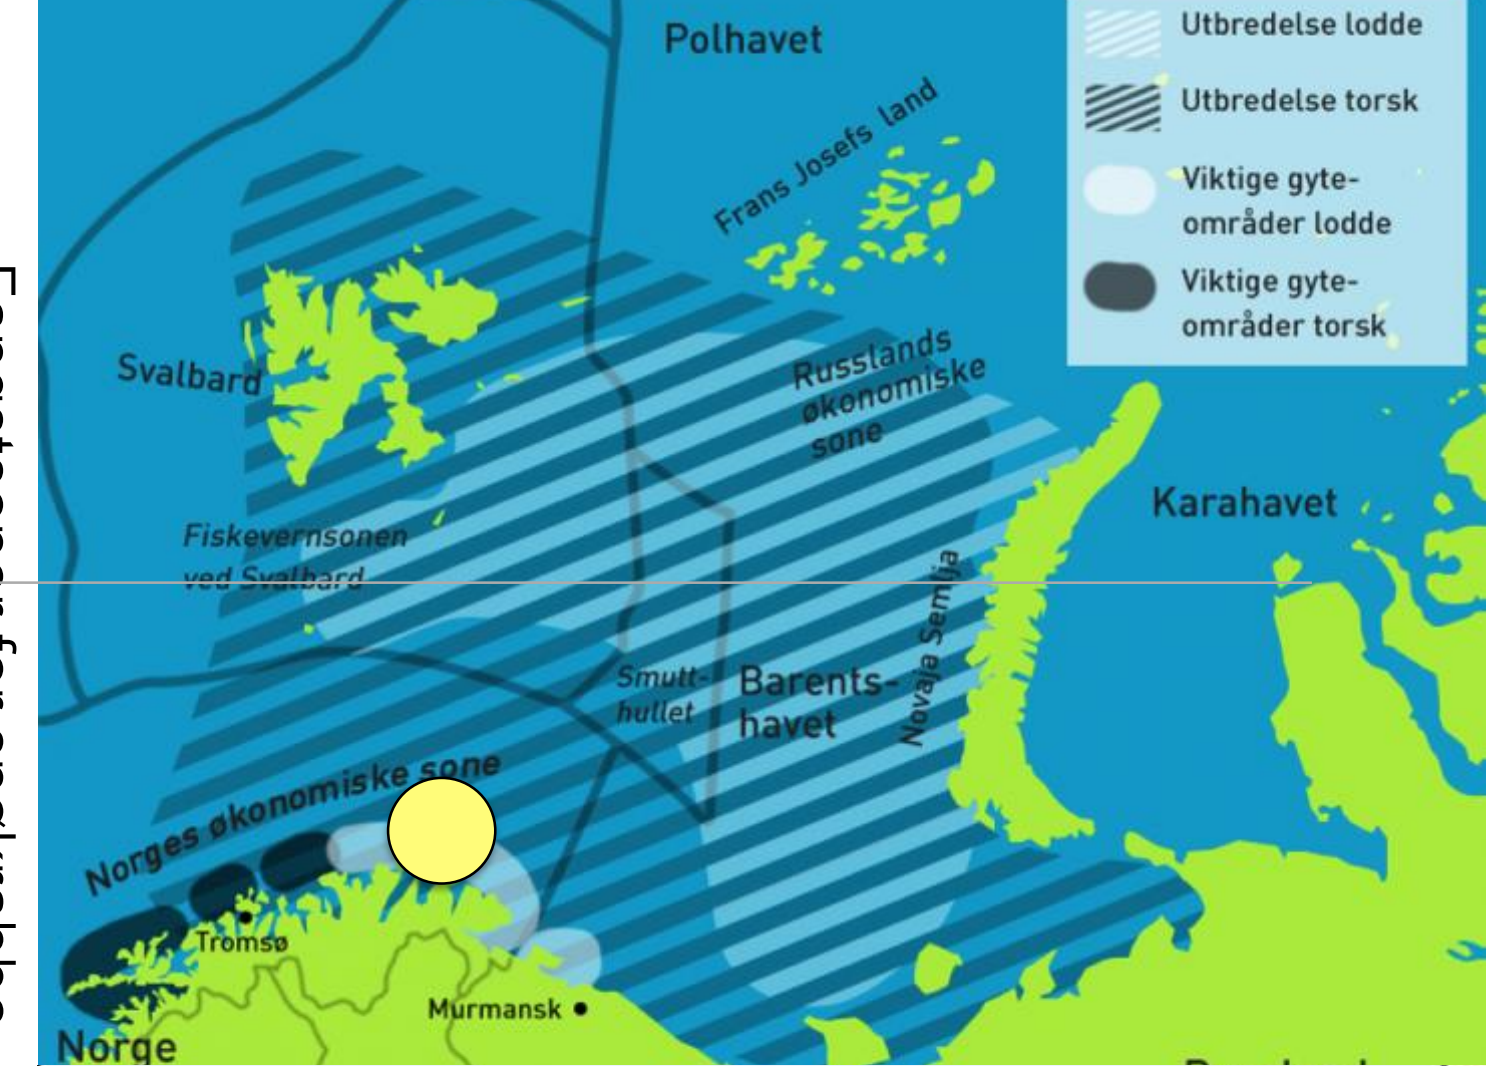 Polhavet
Utbredelse lodde
Utbredelse torsk
Viktige gyte-
områder lodde
Viktige gyte-
områder torsk
Frans Josefs land
Svalbard
Russlands
økonomiske
sone
Karahavet
Fiskevernsonen
ved Svalbard
Novaja Semlja
Smutt-
hullet
Barents-
havet
Norges økonomiske sone
Tromsø
Murmansk
Norge